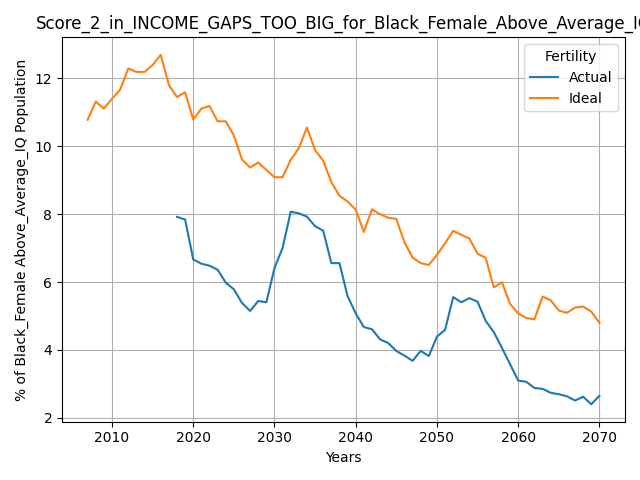 Score_2_in_INCOME_GAPS_TOO_BIG_for_Black_Female_Above_Average_IQ
% of Black_Female Above_Average_IQ Population
12
10
8
6
4
2
Fertility
Actual
Ideal
2010 2020 2030 2040 2050 2060 2070
Years